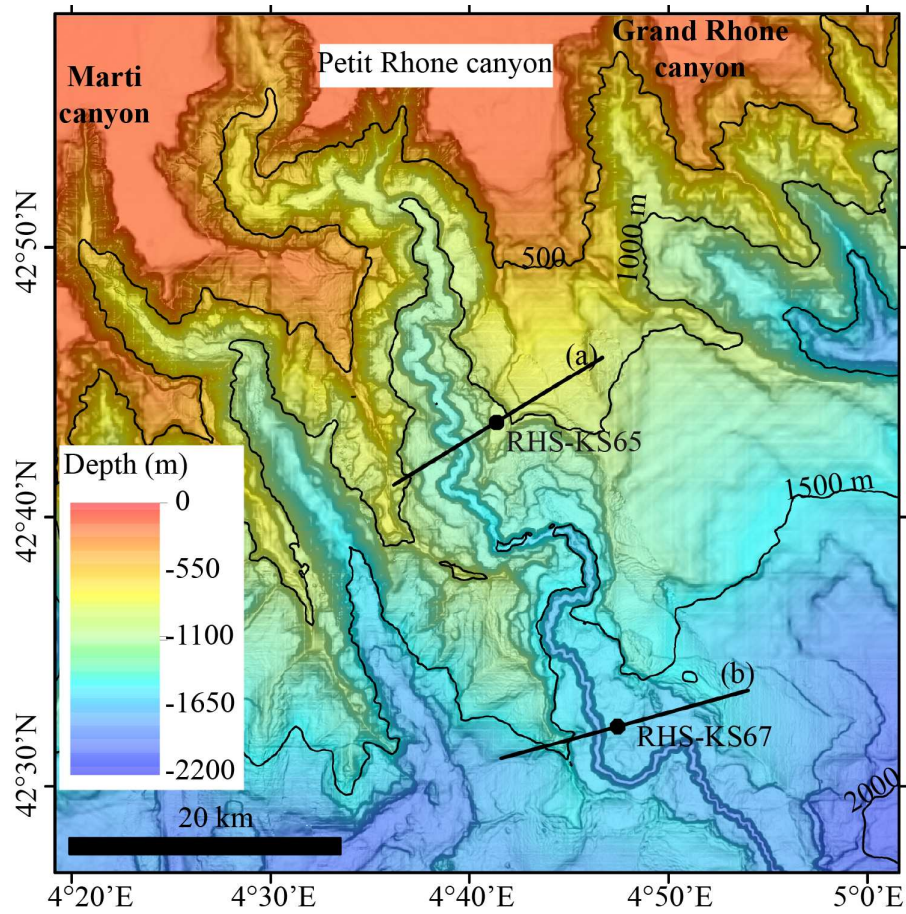 Marti
canyon
Petit Rhone canyon
Grand Rhone
canyon
42°50'N
500
1000 m
(a)
RHS-KS65
1500 m
42°40'N
Depth (m)
0
-550
-1100
-1650
-2200
(b)
RHS-KS67
42°30'N
2000
20 km
4°20'E
4°30'E
4°40'E
4°50'E
5°0'E